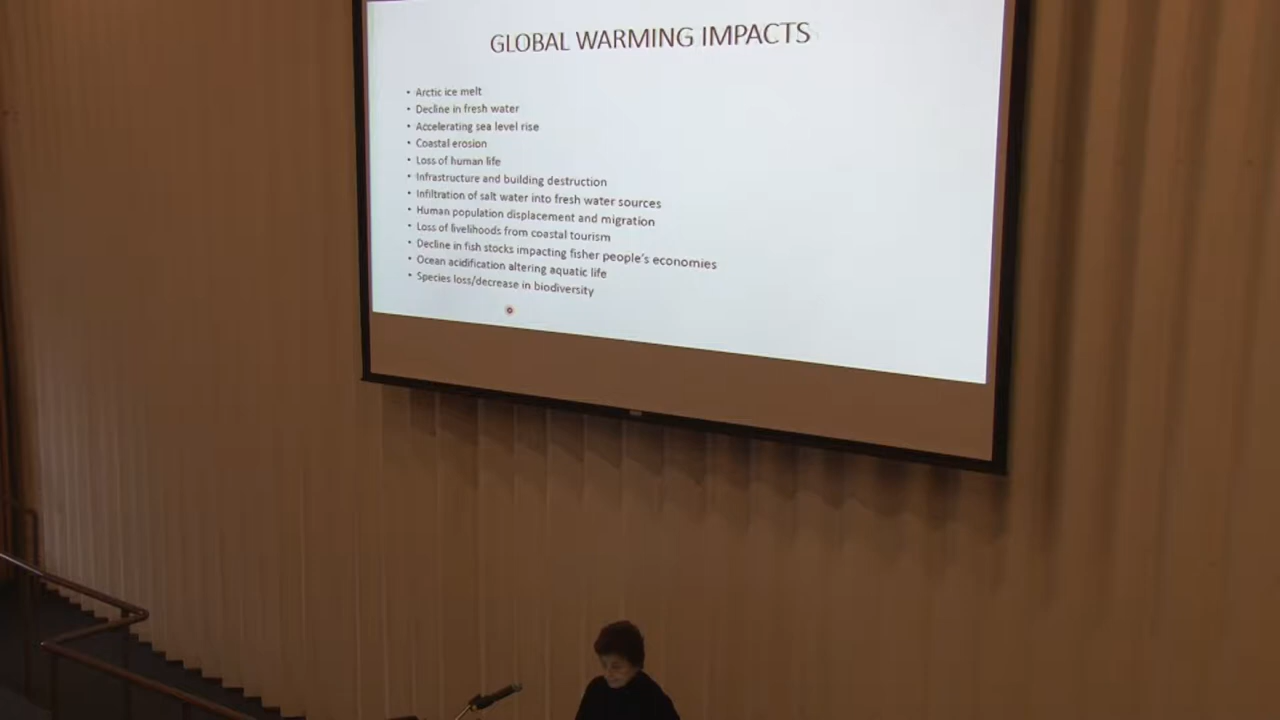 GLOBAL WARMING IMPACTS
• Arctic ice melt
• Decline in fresh water
• Accelerating sea level rise
• Coastal erosion
• Loss of human life
• Infrastructure and building destruction
• Infiltration of salt water into fresh water sources
• Human population displacement and migration
• Loss of livelihoods from coastal tourism
• Decline in fish stocks impacting fisher people's economies
• Ocean acidification altering aquatic life
• Species loss/decrease in biodiversity